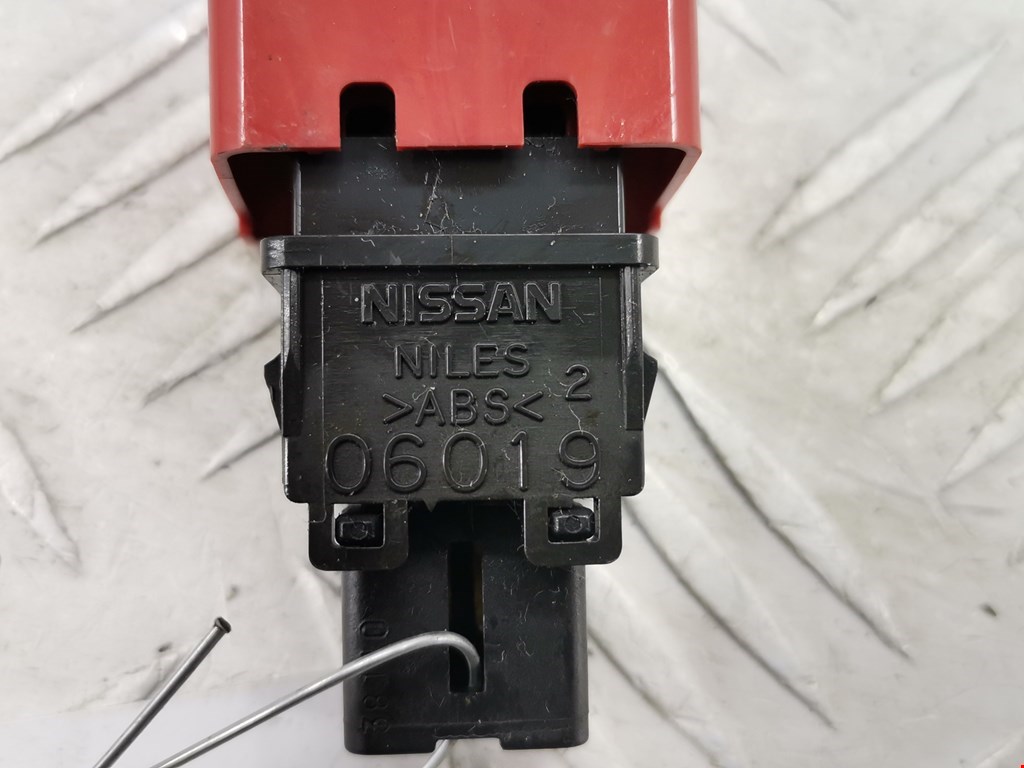 NISSAN
NILES
>ABS< 2
06019